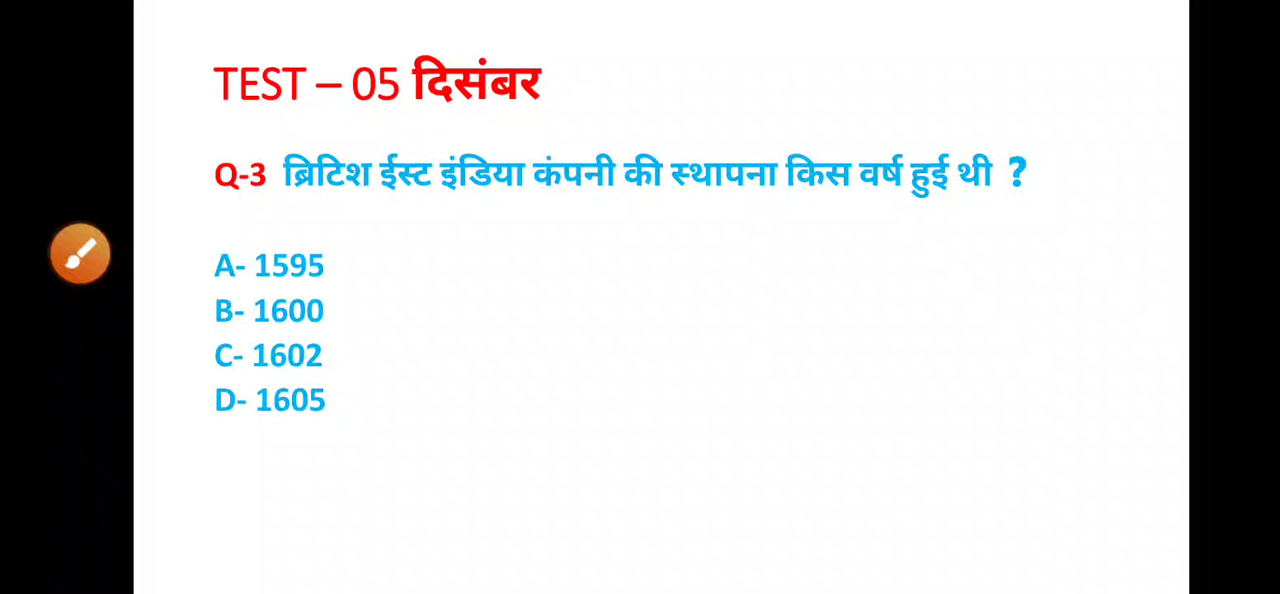 TEST – 05 दिसंबर
Q-3 ब्रिटिश ईस्ट इंडिया कंपनी की स्थापना किस वर्ष हुई थी ?
A- 1595
B- 1600
C- 1602
D- 1605